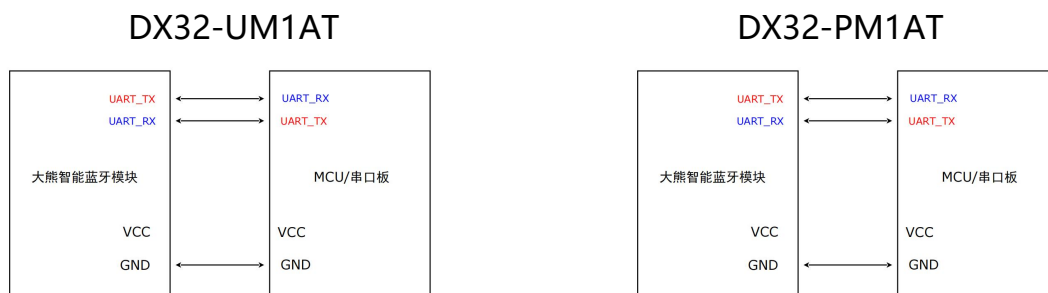 DX32-UM1AT
UART_TX
UART_RX
UART_RX
UART_TX
大熊智能蓝牙模块
MCU/串口板
VCC
VCC
GND
GND
DX32-PM1AT
UART_TX
UART_RX
UART_RX
UART_TX
大熊智能蓝牙模块
MCU/串口板
VCC
VCC
GND
GND